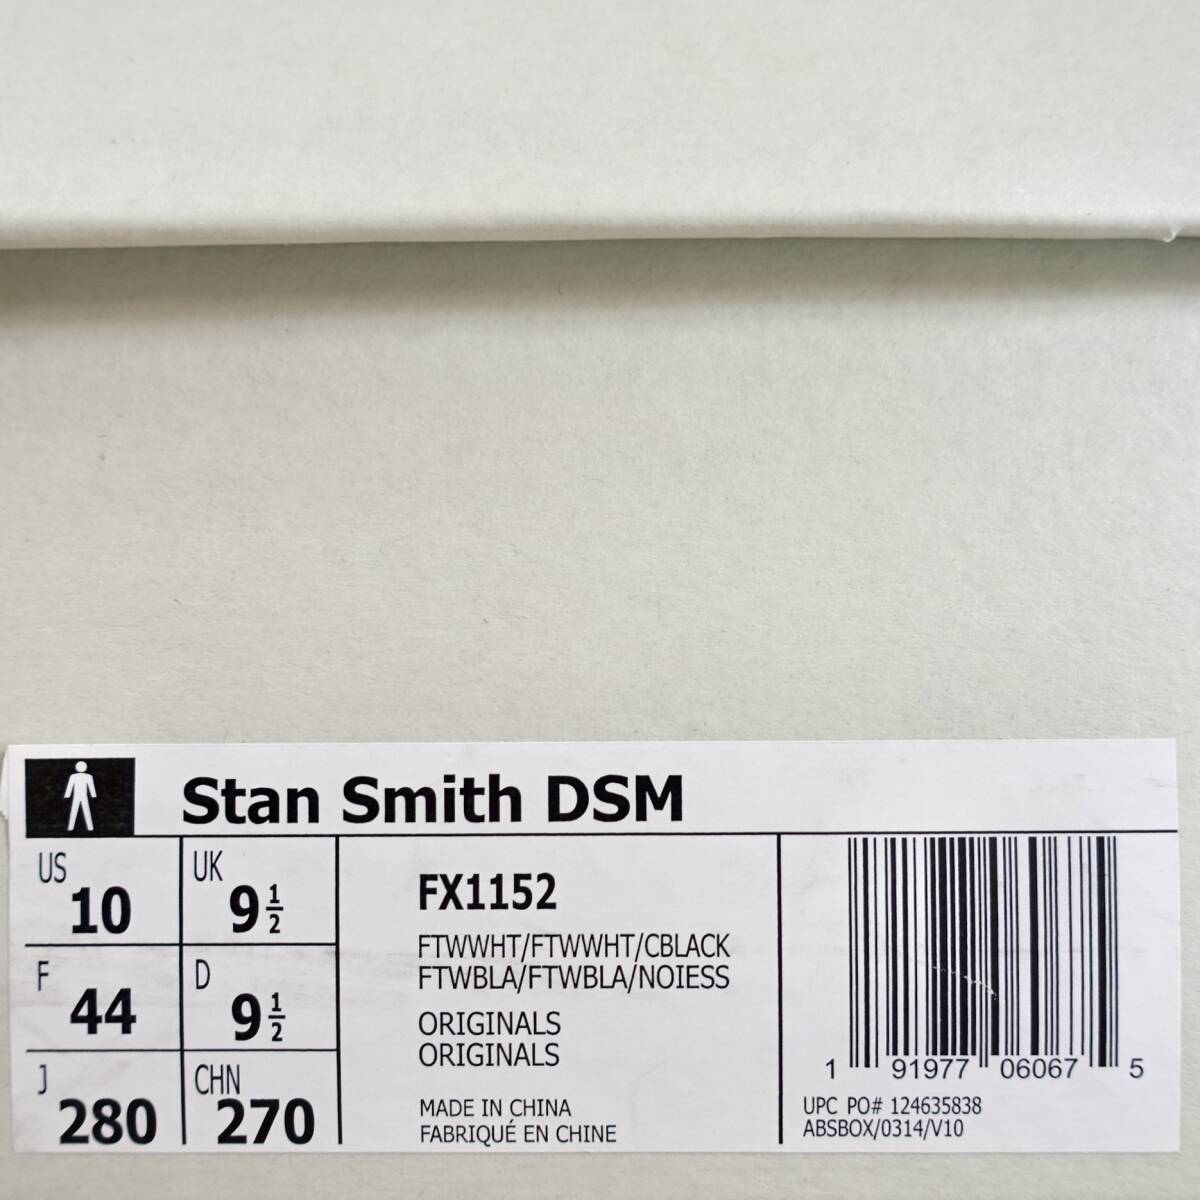 Stan Smith DSM
US 10
UK 9 1/2
F 44
D 9 1/2
J 280
CHN 270
FX1152
FTWWHT/FTWWHT/CBLACK
FTWBLA/FTWBLA/NOIESS
ORIGINALS
ORIGINALS
MADE IN CHINA
FABRIQUÉ EN CHINE
1 91977 06067 5
UPC PO# 124635838
ABSBOX/0314/V10